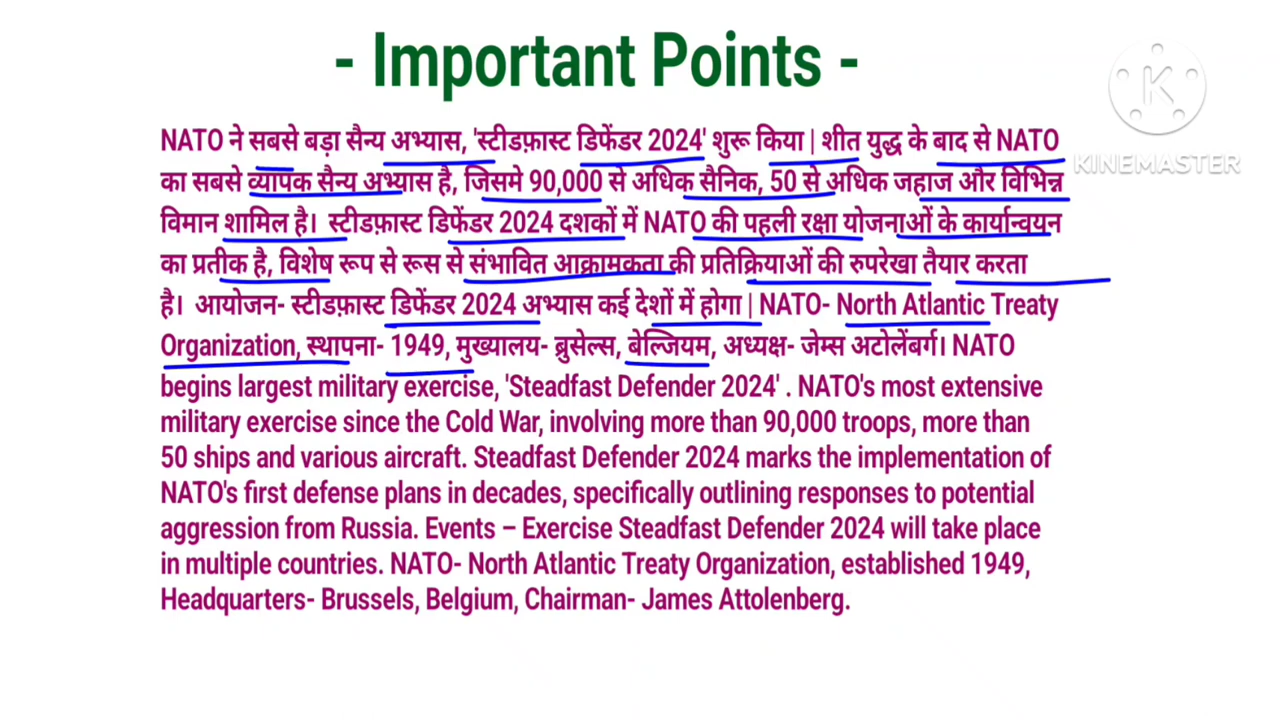 - Important Points -
K
KINEMASTER
NATO ने सबसे बड़ा सैन्य अभ्यास, 'स्टीडफ़ास्ट डिफेंडर 2024' शुरू किया | शीत युद्ध के बाद से NATO
का सबसे व्यापक सैन्य अभ्यास है, जिसमे 90,000 से अधिक सैनिक, 50 से अधिक जहाज और विभिन्न
विमान शामिल है। स्टीडफ़ास्ट डिफेंडर 2024 दशकों में NATO की पहली रक्षा योजनाओं के कार्यान्वयन
का प्रतीक है, विशेष रूप से रूस से संभावित आक्रामकता की प्रतिक्रियाओं की रुपरेखा तैयार करता
है। आयोजन- स्टीडफ़ास्ट डिफेंडर 2024 अभ्यास कई देशों में होगा | NATO- North Atlantic Treaty
Organization, स्थापना- 1949, मुख्यालय- ब्रुसेल्स, बेल्जियम, अध्यक्ष- जेम्स अटोलेंबर्ग। NATO
begins largest military exercise, 'Steadfast Defender 2024' . NATO's most extensive
military exercise since the Cold War, involving more than 90,000 troops, more than
50 ships and various aircraft. Steadfast Defender 2024 marks the implementation of
NATO's first defense plans in decades, specifically outlining responses to potential
aggression from Russia. Events – Exercise Steadfast Defender 2024 will take place
in multiple countries. NATO- North Atlantic Treaty Organization, established 1949,
Headquarters- Brussels, Belgium, Chairman- James Attolenberg.